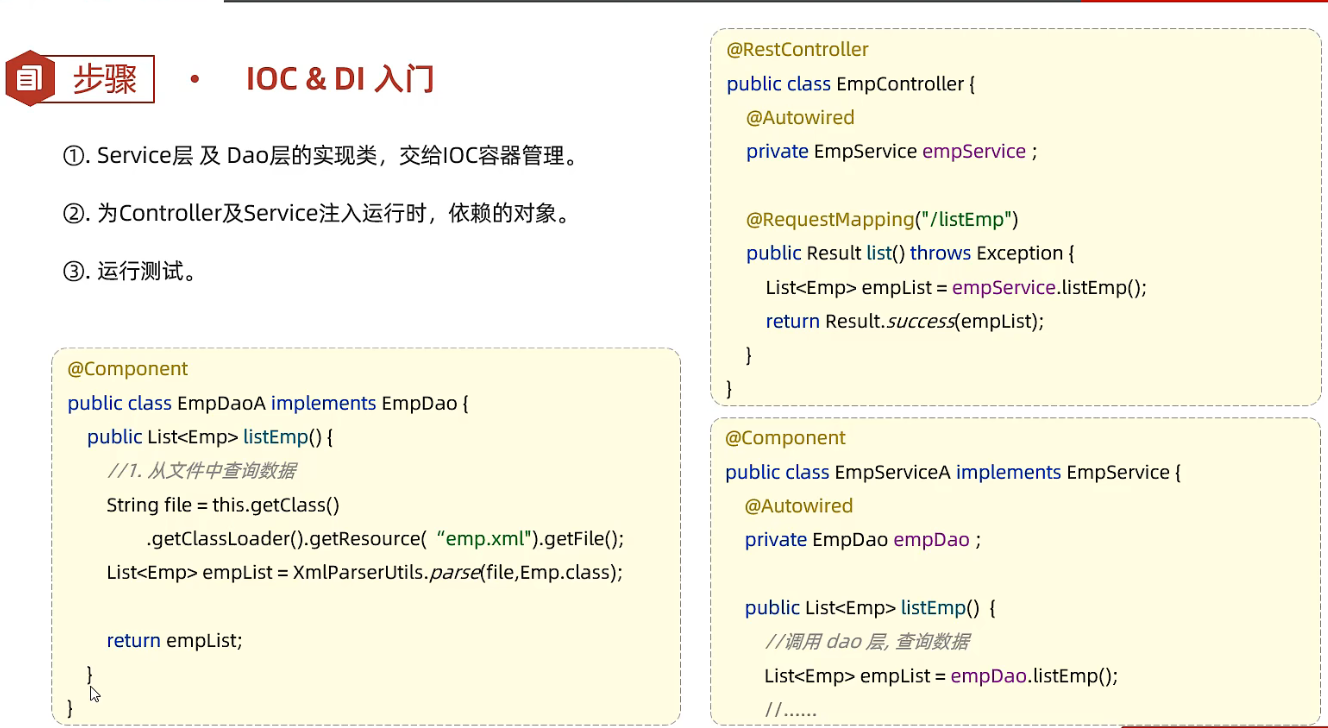 步骤
• IOC & DI 入门
①. Service层 及 Dao层的实现类，交给IOC容器管理。
②. 为Controller及Service注入运行时，依赖的对象。
③. 运行测试。
@Component
public class EmpDaoA implements EmpDao {
public List<Emp> listEmp() {
//1. 从文件中查询数据
String file = this.getClass()
.getClassLoader().getResource( “emp.xml").getFile();
List<Emp> empList = XmlParserUtils.parse(file,Emp.class);
return empList;
}
}
@RestController
public class EmpController {
@Autowired
private EmpService empService ;
@RequestMapping("/listEmp")
public Result list() throws Exception {
List<Emp> empList = empService.listEmp();
return Result.success(empList);
}
}
@Component
public class EmpServiceA implements EmpService {
@Autowired
private EmpDao empDao ;
public List<Emp> listEmp() {
//调用 dao 层, 查询数据
List<Emp> empList = empDao.listEmp();
//......